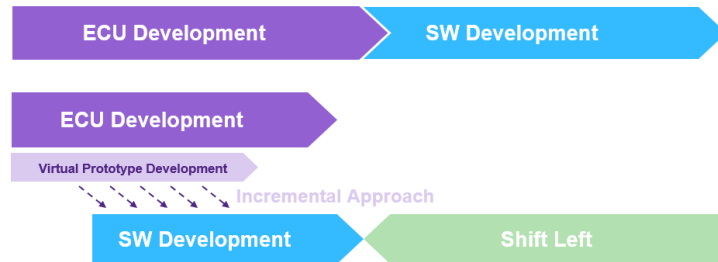 ECU Development
SW Development
ECU Development
Virtual Prototype Development
Incremental Approach
SW Development
Shift Left